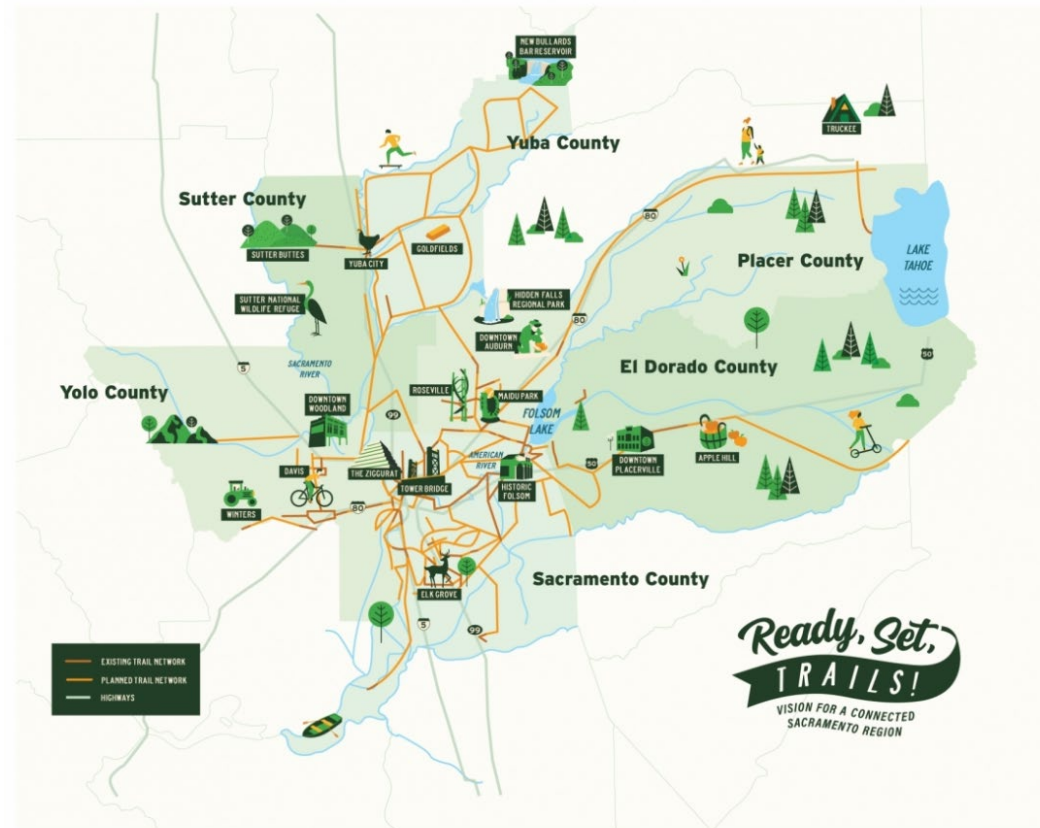 NEW BULLARDS
BAR RESERVOIR
Yuba County
TRUCKEE
Sutter County
SUTTER BUTTES
YUBA CITY
GOLDFIELDS
80
LAKE
TAHOE
Placer County
SUTTER NATIONAL
WILDLIFE REFUGE
HIDDEN FALLS
REGIONAL PARK
80
DOWNTOWN
AUBURN
50
SACRAMENTO
RIVER
5
El Dorado County
Yolo County
ROSEVILLE
MAIDU PARK
DOWNTOWN
WOODLAND
99
FOLSOM
LAKE
DAVIS
THE ZIGGURAT
TOWER BRIDGE
AMERICAN
RIVER
HISTORIC
FOLSOM
50
DOWNTOWN
PLACERVILLE
APPLE HILL
WINTERS
80
ELK GROVE
Sacramento County
5
99
EXISTING TRAIL NETWORK
PLANNED TRAIL NETWORK
HIGHWAYS
Ready, Set,
TRAILS!
VISION FOR A CONNECTED
SACRAMENTO REGION